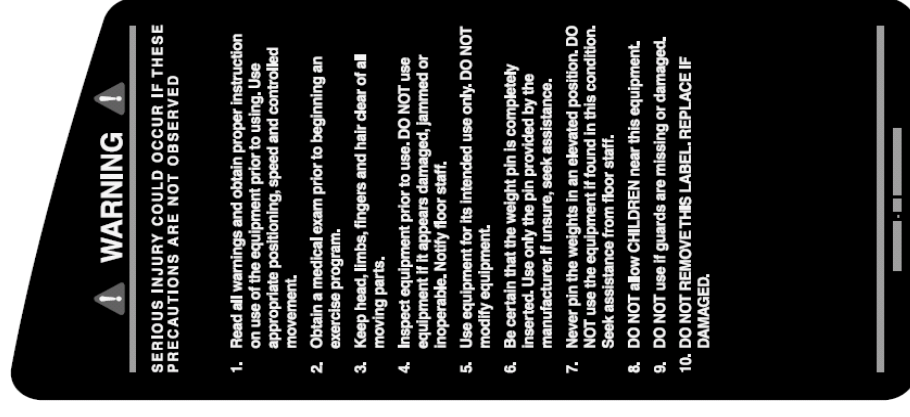 WARNING
SERIOUS INJURY COULD OCCUR IF THESE
PRECAUTIONS ARE NOT OBSERVED
1. Read all warnings and obtain proper instruction
on use of the equipment prior to using. Use
appropriate positioning, speed and controlled
movement.
2. Obtain a medical exam prior to beginning an
exercise program.
3. Keep head, limbs, fingers and hair clear of all
moving parts.
4. Inspect equipment prior to use. DO NOT use
equipment if it appears damaged, jammed or
inoperable. Notify floor staff.
5. Use equipment for its intended use only. DO NOT
modify equipment.
6. Be certain that the weight pin is completely
inserted. Use only the pin provided by the
manufacturer. If unsure, seek assistance.
7. Never pin the weights in an elevated position. DO
NOT use the equipment if found in this condition.
Seek assistance from floor staff.
8. DO NOT allow CHILDREN near this equipment.
9. DO NOT use if guards are missing or damaged.
10. DO NOT REMOVE THIS LABEL. REPLACE IF
DAMAGED.